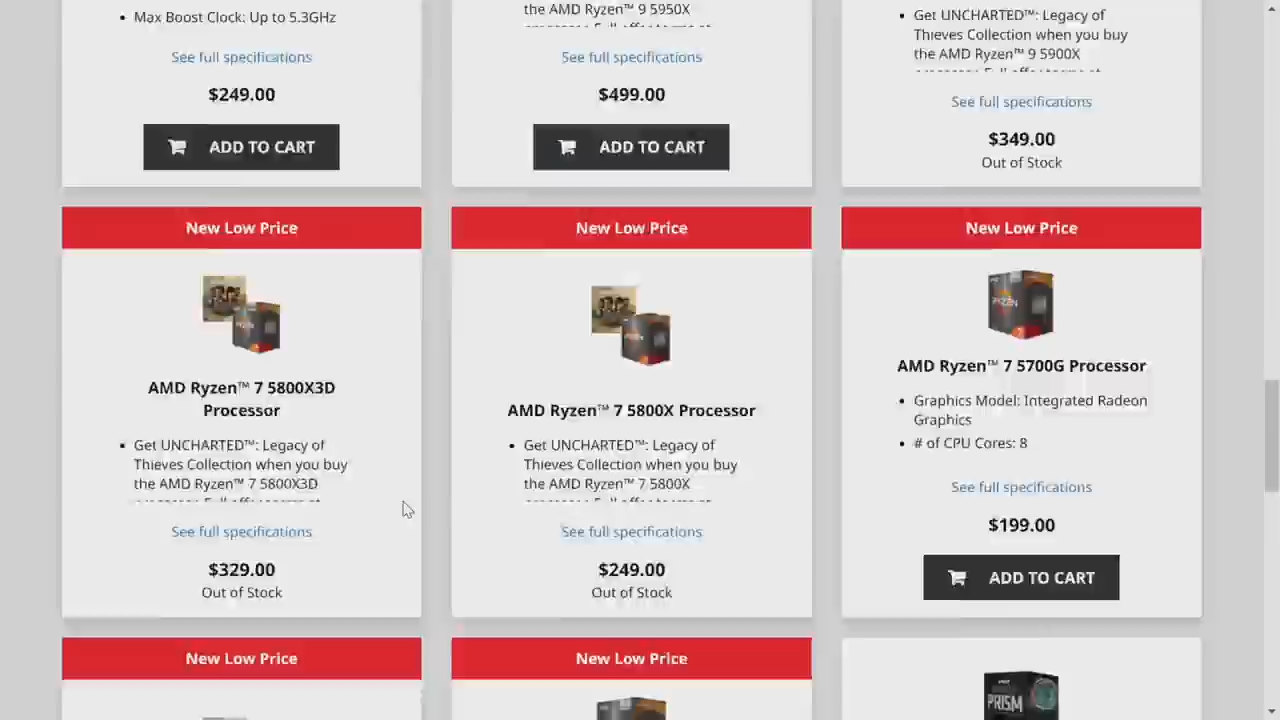 Max Boost Clock: Up to 5.3GHz
See full specifications
$249.00
ADD TO CART
the AMD Ryzen™ 9 5950X
See full specifications
$499.00
ADD TO CART
Get UNCHARTED™: Legacy of
Thieves Collection when you buy
the AMD Ryzen™ 9 5900X
See full specifications
$349.00
Out of Stock
New Low Price
AMD Ryzen™ 7 5800X3D
Processor
Get UNCHARTED™: Legacy of
Thieves Collection when you buy
the AMD Ryzen™ 7 5800X3D
See full specifications
$329.00
Out of Stock
New Low Price
AMD Ryzen™ 7 5800X Processor
Get UNCHARTED™: Legacy of
Thieves Collection when you buy
the AMD Ryzen™ 7 5800X
See full specifications
$249.00
Out of Stock
New Low Price
RYZEN
AMD Ryzen™ 7 5700G Processor
Graphics Model: Integrated Radeon
Graphics
# of CPU Cores: 8
See full specifications
$199.00
ADD TO CART
New Low Price
New Low Price
PRISM